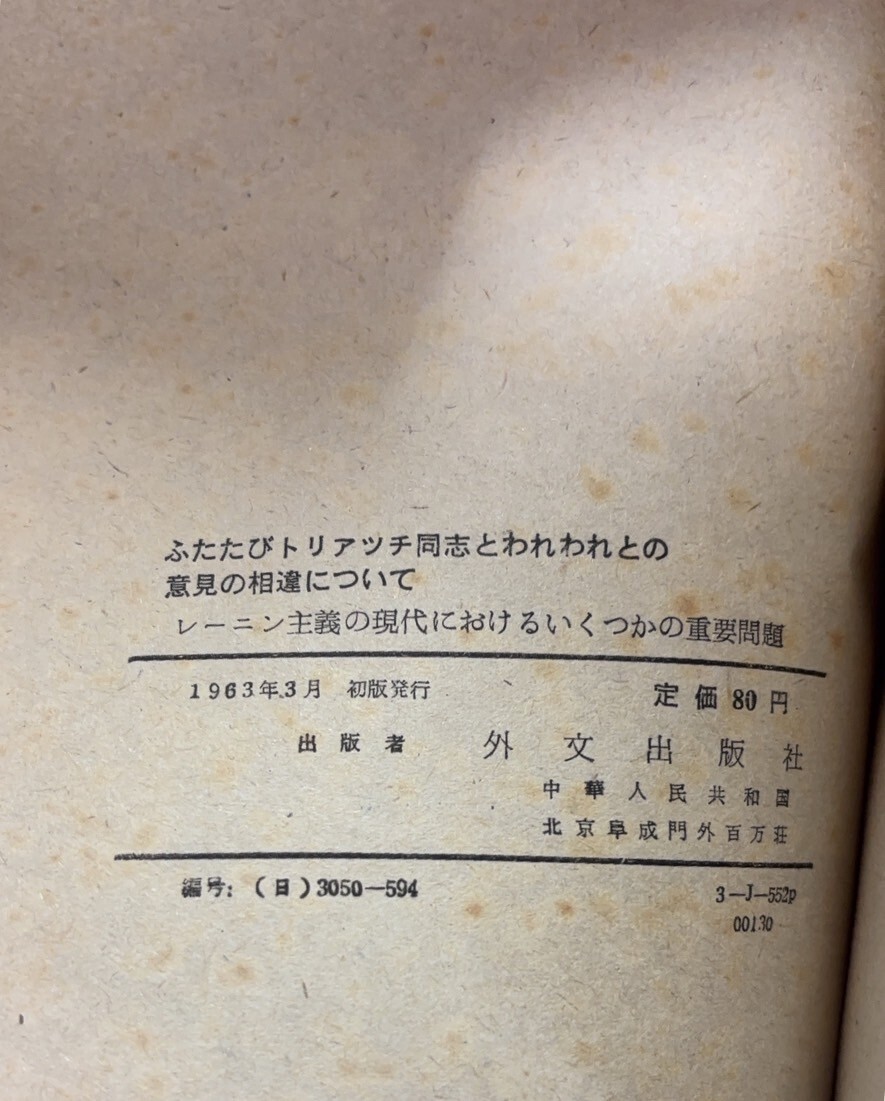 ふたたびトリアッチ同志とわれわれとの
意見の相違について
レーニン主義の現代におけるいくつかの重要問題
1963年3月 初版発行 定価80円
出版者 外文出版社
中華人民共和国
北京阜成門外百万荘
編号:(日)3050—594
3—J—552p
00130